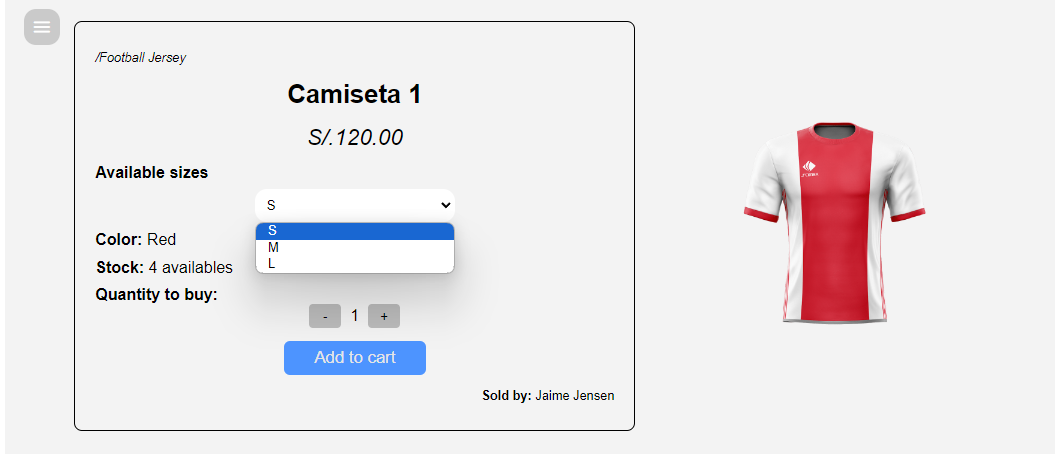 /Football Jersey
Camiseta 1
S/.120.00
Available sizes
S
S
M
L
Color: Red
Stock: 4 availables
Quantity to buy:
- 1 +
Add to cart
Sold by: Jaime Jensen